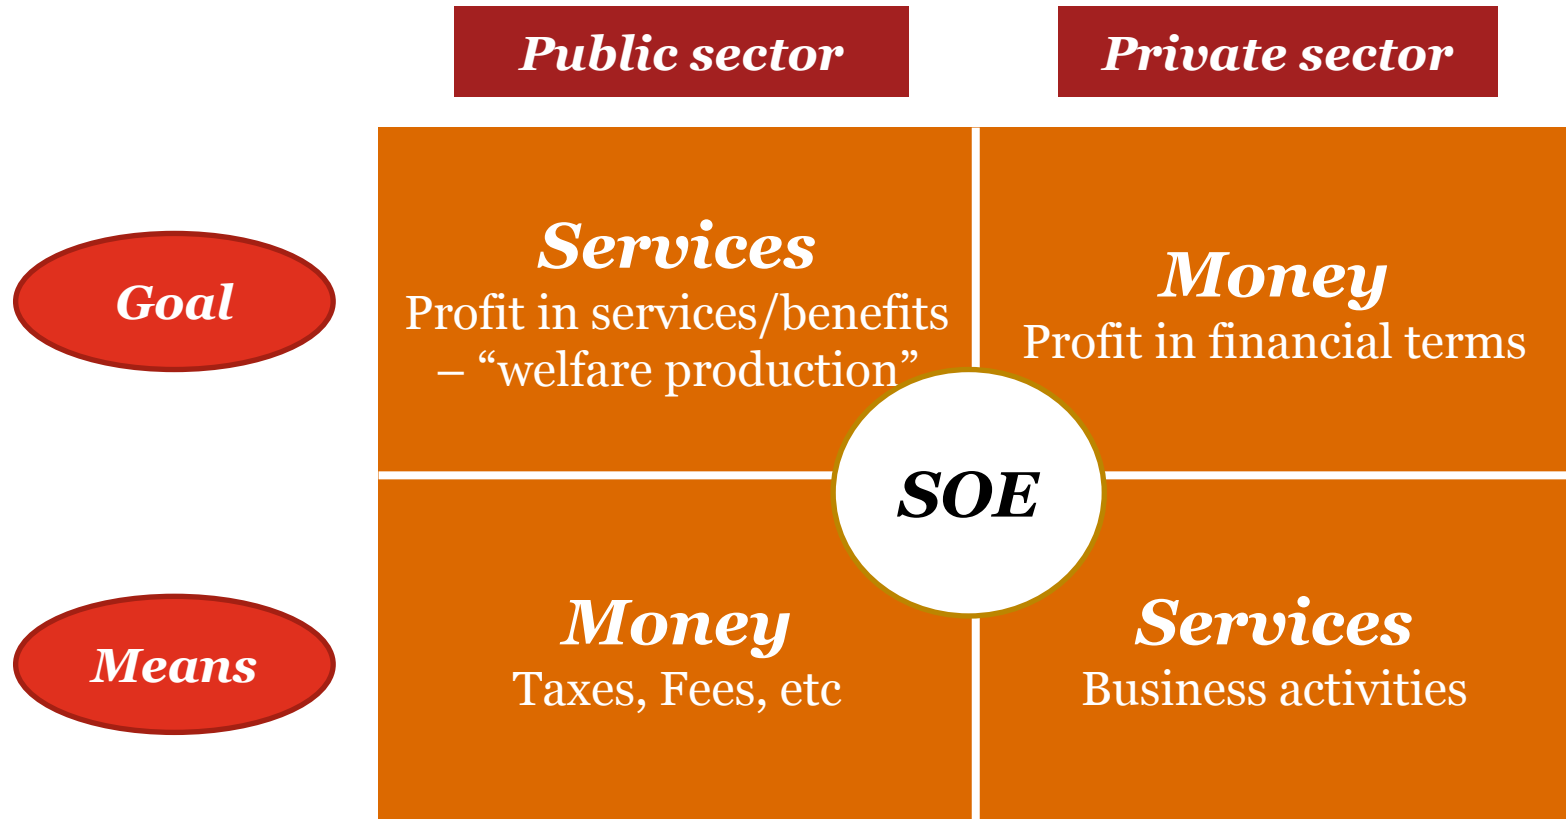 Public sector
Private sector
Goal
Services
Profit in services/benefits
– “welfare production”
Money
Profit in financial terms
SOE
Means
Money
Taxes, Fees, etc
Services
Business activities